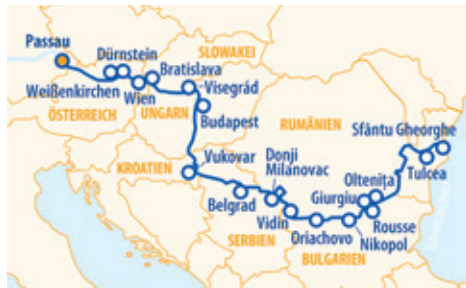 Passau
Dürnstein
SLOWAKEI
Bratislava
Weißenkirchen
Wien
Visegrád
ÖSTERREICH
UNGARN
Budapest
RUMÄNIEN
Sfântu Gheorghe
KROATIEN
Vukovar
Donji
Milanovac
Oltenița
Tulcea
Giurgiu
Belgrad
Vidin
Rousse
SERBIEN
Oriachovo
Nikopol
BULGARIEN